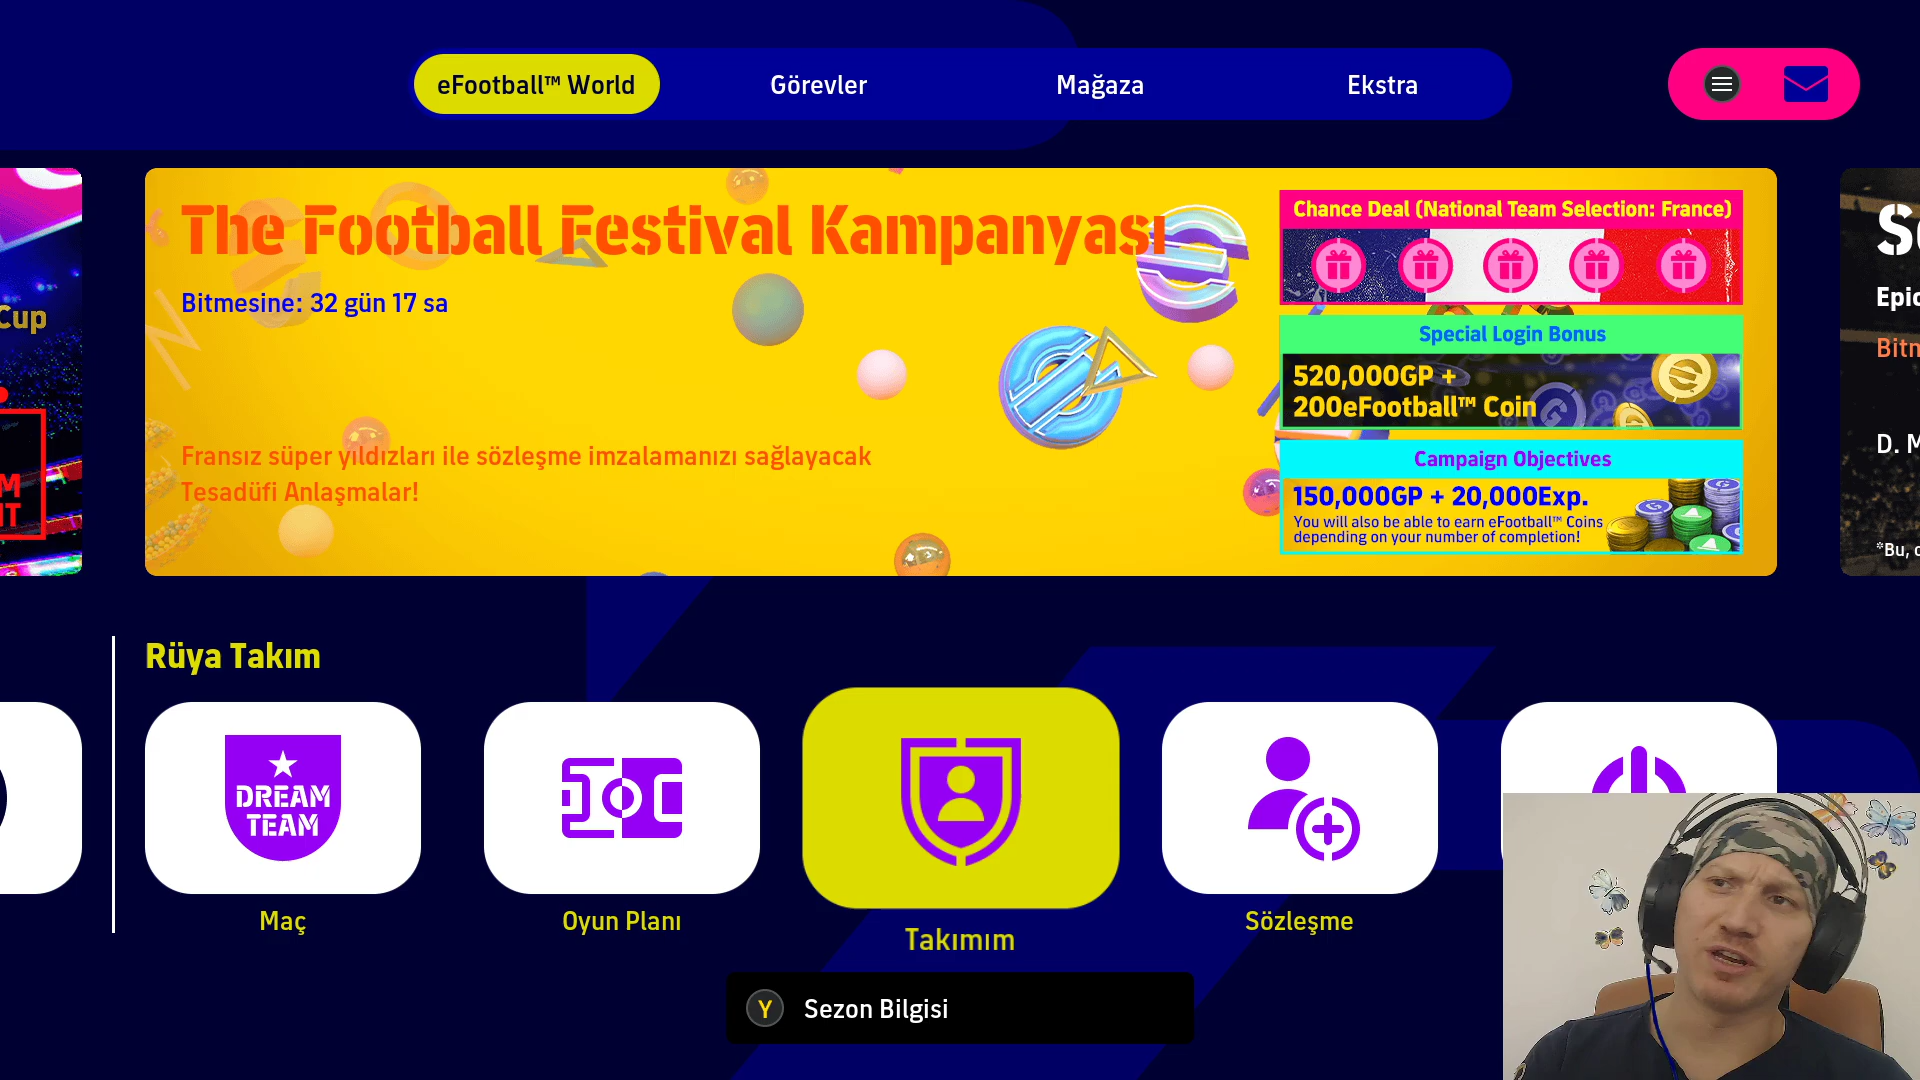 eFootball™ World
Görevler
Mağaza
Ekstra
Cup
The Football Festival Kampanyası
Bitmesine: 32 gün 17 sa
Fransız süper yıldızları ile sözleşme imzalamanızı sağlayacak
Tesadüfi Anlaşmalar!
Chance Deal (National Team Selection: France)
Special Login Bonus
520,000GP +
200eFootball™ Coin
Campaign Objectives
150,000GP + 20,000Exp.
You will also be able to earn eFootball™ Coins
depending on your number of completion!
Epic
D. M
*Bu,
Rüya Takım
DREAM
TEAM
Maç
Oyun Planı
Takımım
Sözleşme
Y
Sezon Bilgisi